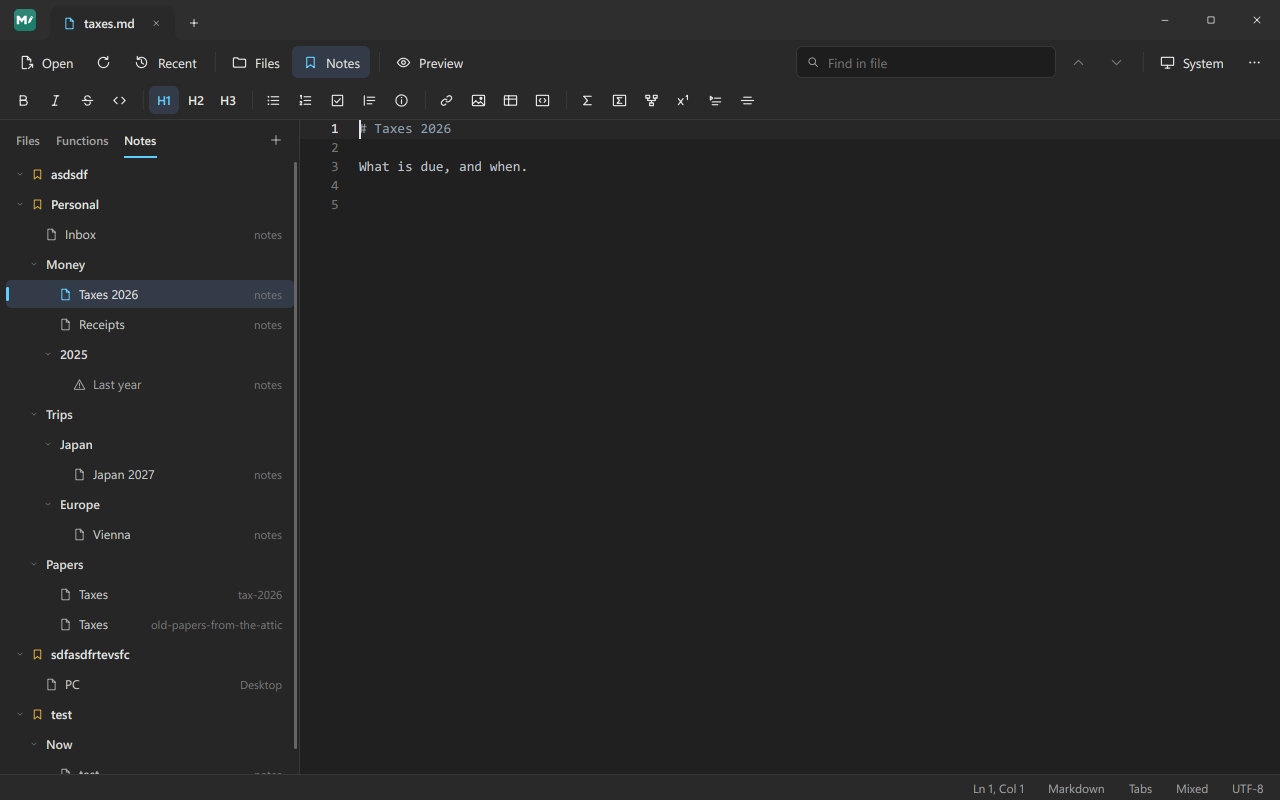 M
taxes.md
Open
Recent
Files
Notes
Preview
Find in file
System
B I S <> H1 H2 H3
Σ Σ x¹
Files Functions Notes
asdsdf
Personal
Inbox notes
Money
Taxes 2026 notes
Receipts notes
2025
Last year notes
Trips
Japan
Japan 2027 notes
Europe
Vienna notes
Papers
Taxes tax-2026
Taxes old-papers-from-the-attic
sdfasdfrtevsfc
PC Desktop
test
Now
test notes
1 # Taxes 2026
2
3 What is due, and when.
4
5
Ln 1, Col 1 Markdown Tabs Mixed UTF-8